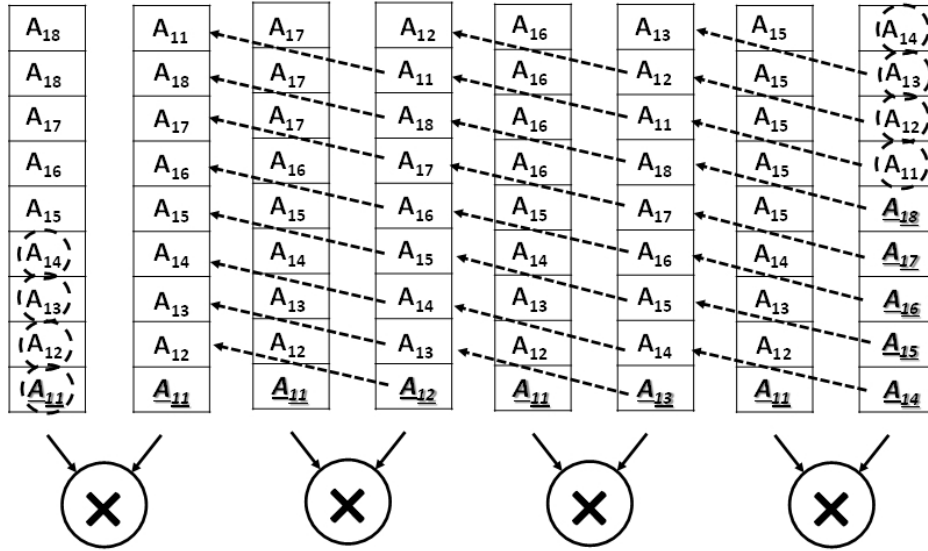 A18 A11 A17 A12 A16 A13 A15 A14
A18 A18 A17 A11 A16 A12 A15 A13
A17 A17 A17 A18 A16 A11 A15 A12
A16 A16 A16 A17 A16 A18 A15 A11
A15 A15 A15 A16 A15 A17 A15 A18
A14 A14 A14 A15 A14 A16 A14 A17
A13 A13 A13 A14 A13 A15 A13 A16
A12 A12 A12 A13 A12 A14 A12 A15
A11 A11 A11 A12 A11 A13 A11 A14